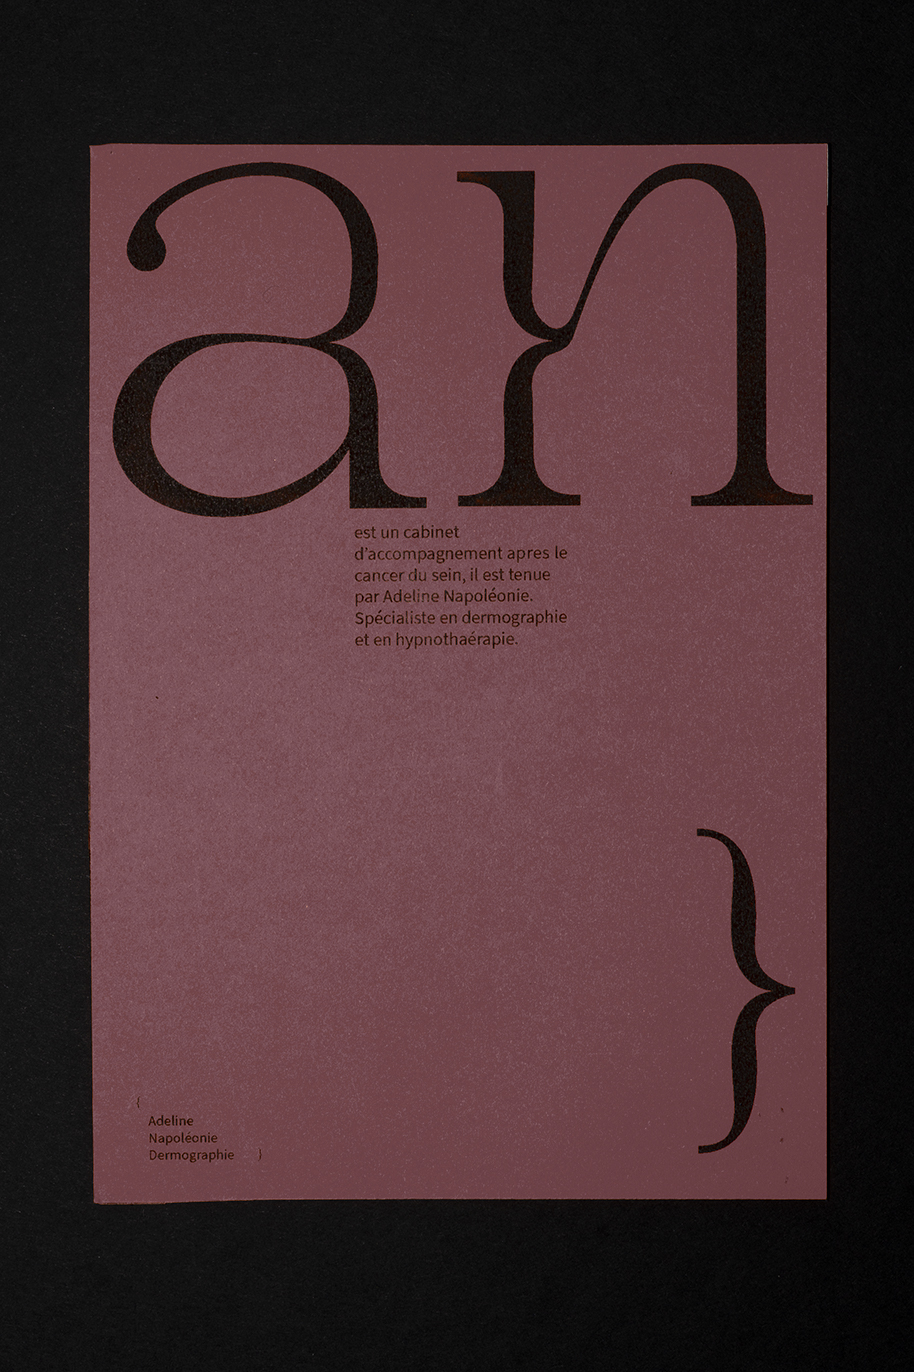 an
est un cabinet
d'accompagnement apres le
cancer du sein, il est tenue
par Adeline Napoléonie.
Spécialiste en dermographie
et en hypnothaérapie.
}
{
Adeline
Napoléonie
Dermographie }